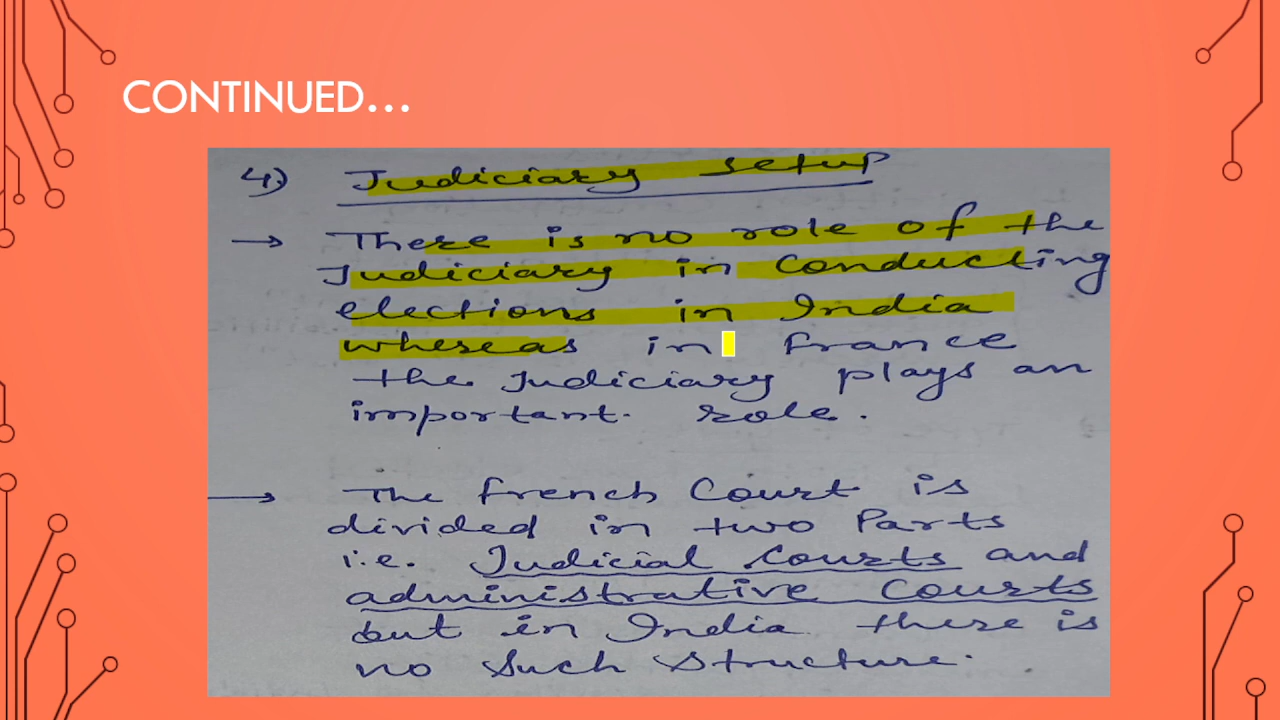 CONTINUED...
4.) Judiciary setup
→ There is no role of the
Judiciary in conducting
elections in India
whereas in France
the Judiciary plays an
important role.
→ The French Court is
divided in two Parts
i.e. Judicial Courts and
administrative Courts
but in India there is
no such structure.